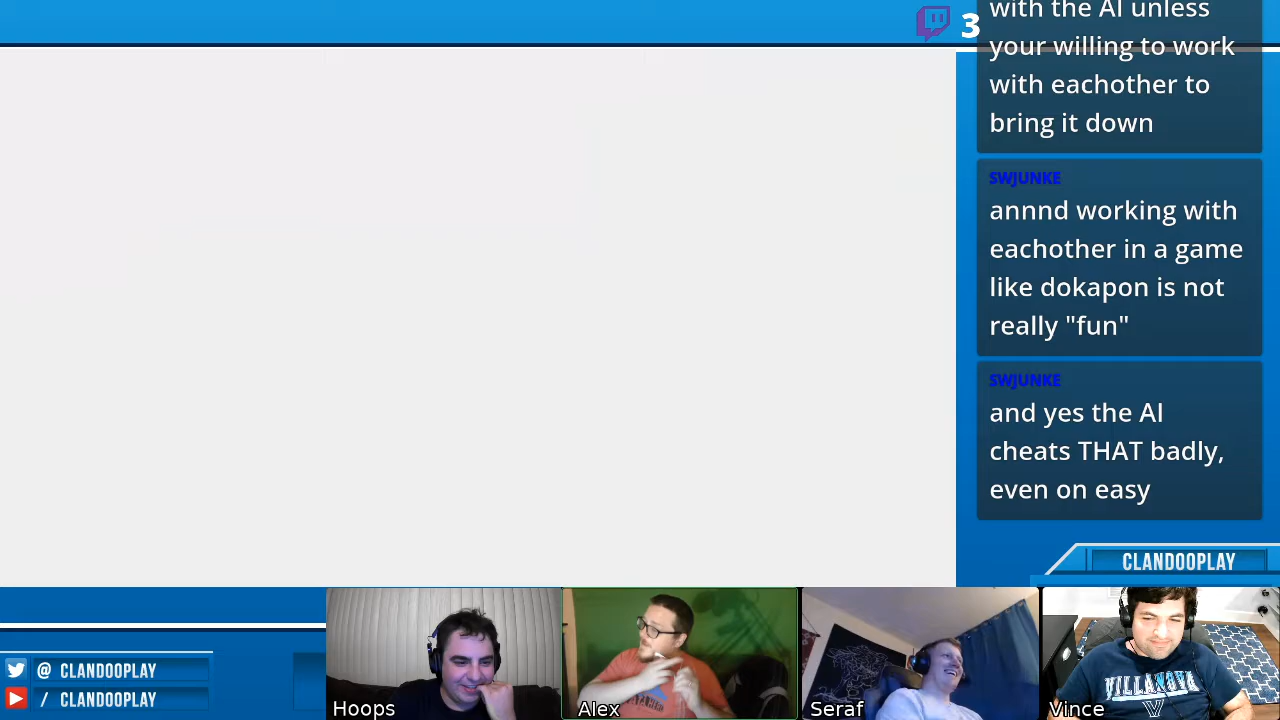 3
with the AI unless
your willing to work
with eachother to
bring it down
SWJUNKE
annnd working with
eachother in a game
like dokapon is not
really "fun"
SWJUNKE
and yes the AI
cheats THAT badly,
even on easy
CLANDOOPLAY
@ CLANDOOPLAY
/ CLANDOOPLAY
Hoops
Alex
Seraf
Vince
VILLANOVA